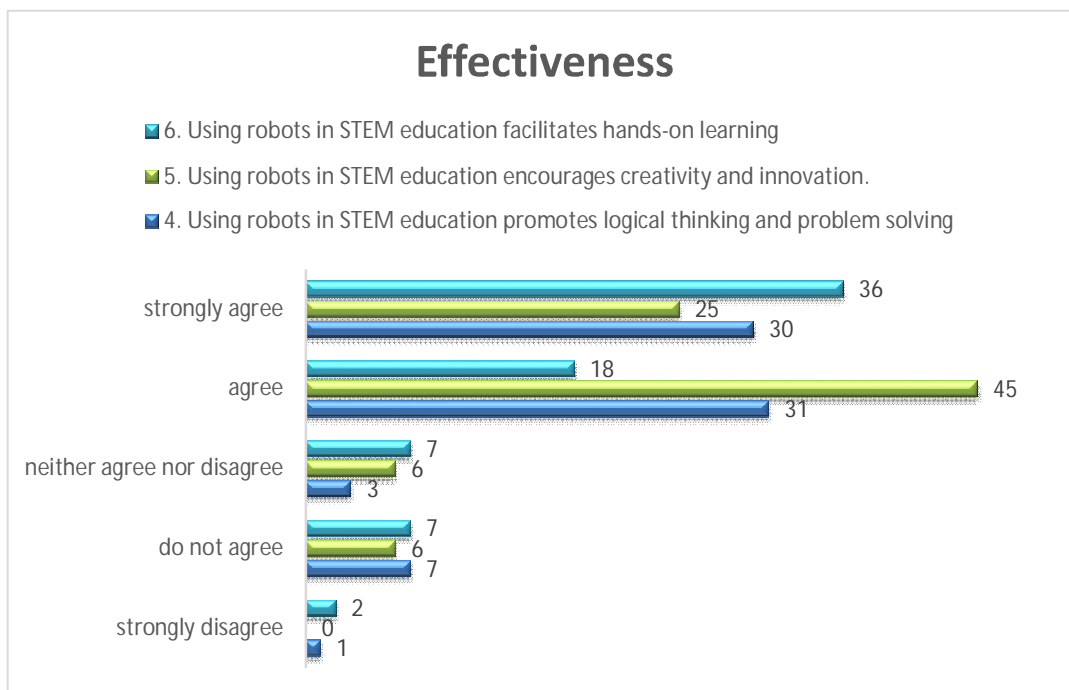 Effectiveness
6. Using robots in STEM education facilitates hands-on learning
5. Using robots in STEM education encourages creativity and innovation.
4. Using robots in STEM education promotes logical thinking and problem solving
36
strongly agree 25
30
18
agree 45
31
7
neither agree nor disagree 6
3
7
do not agree 6
7
2
strongly disagree 0
1